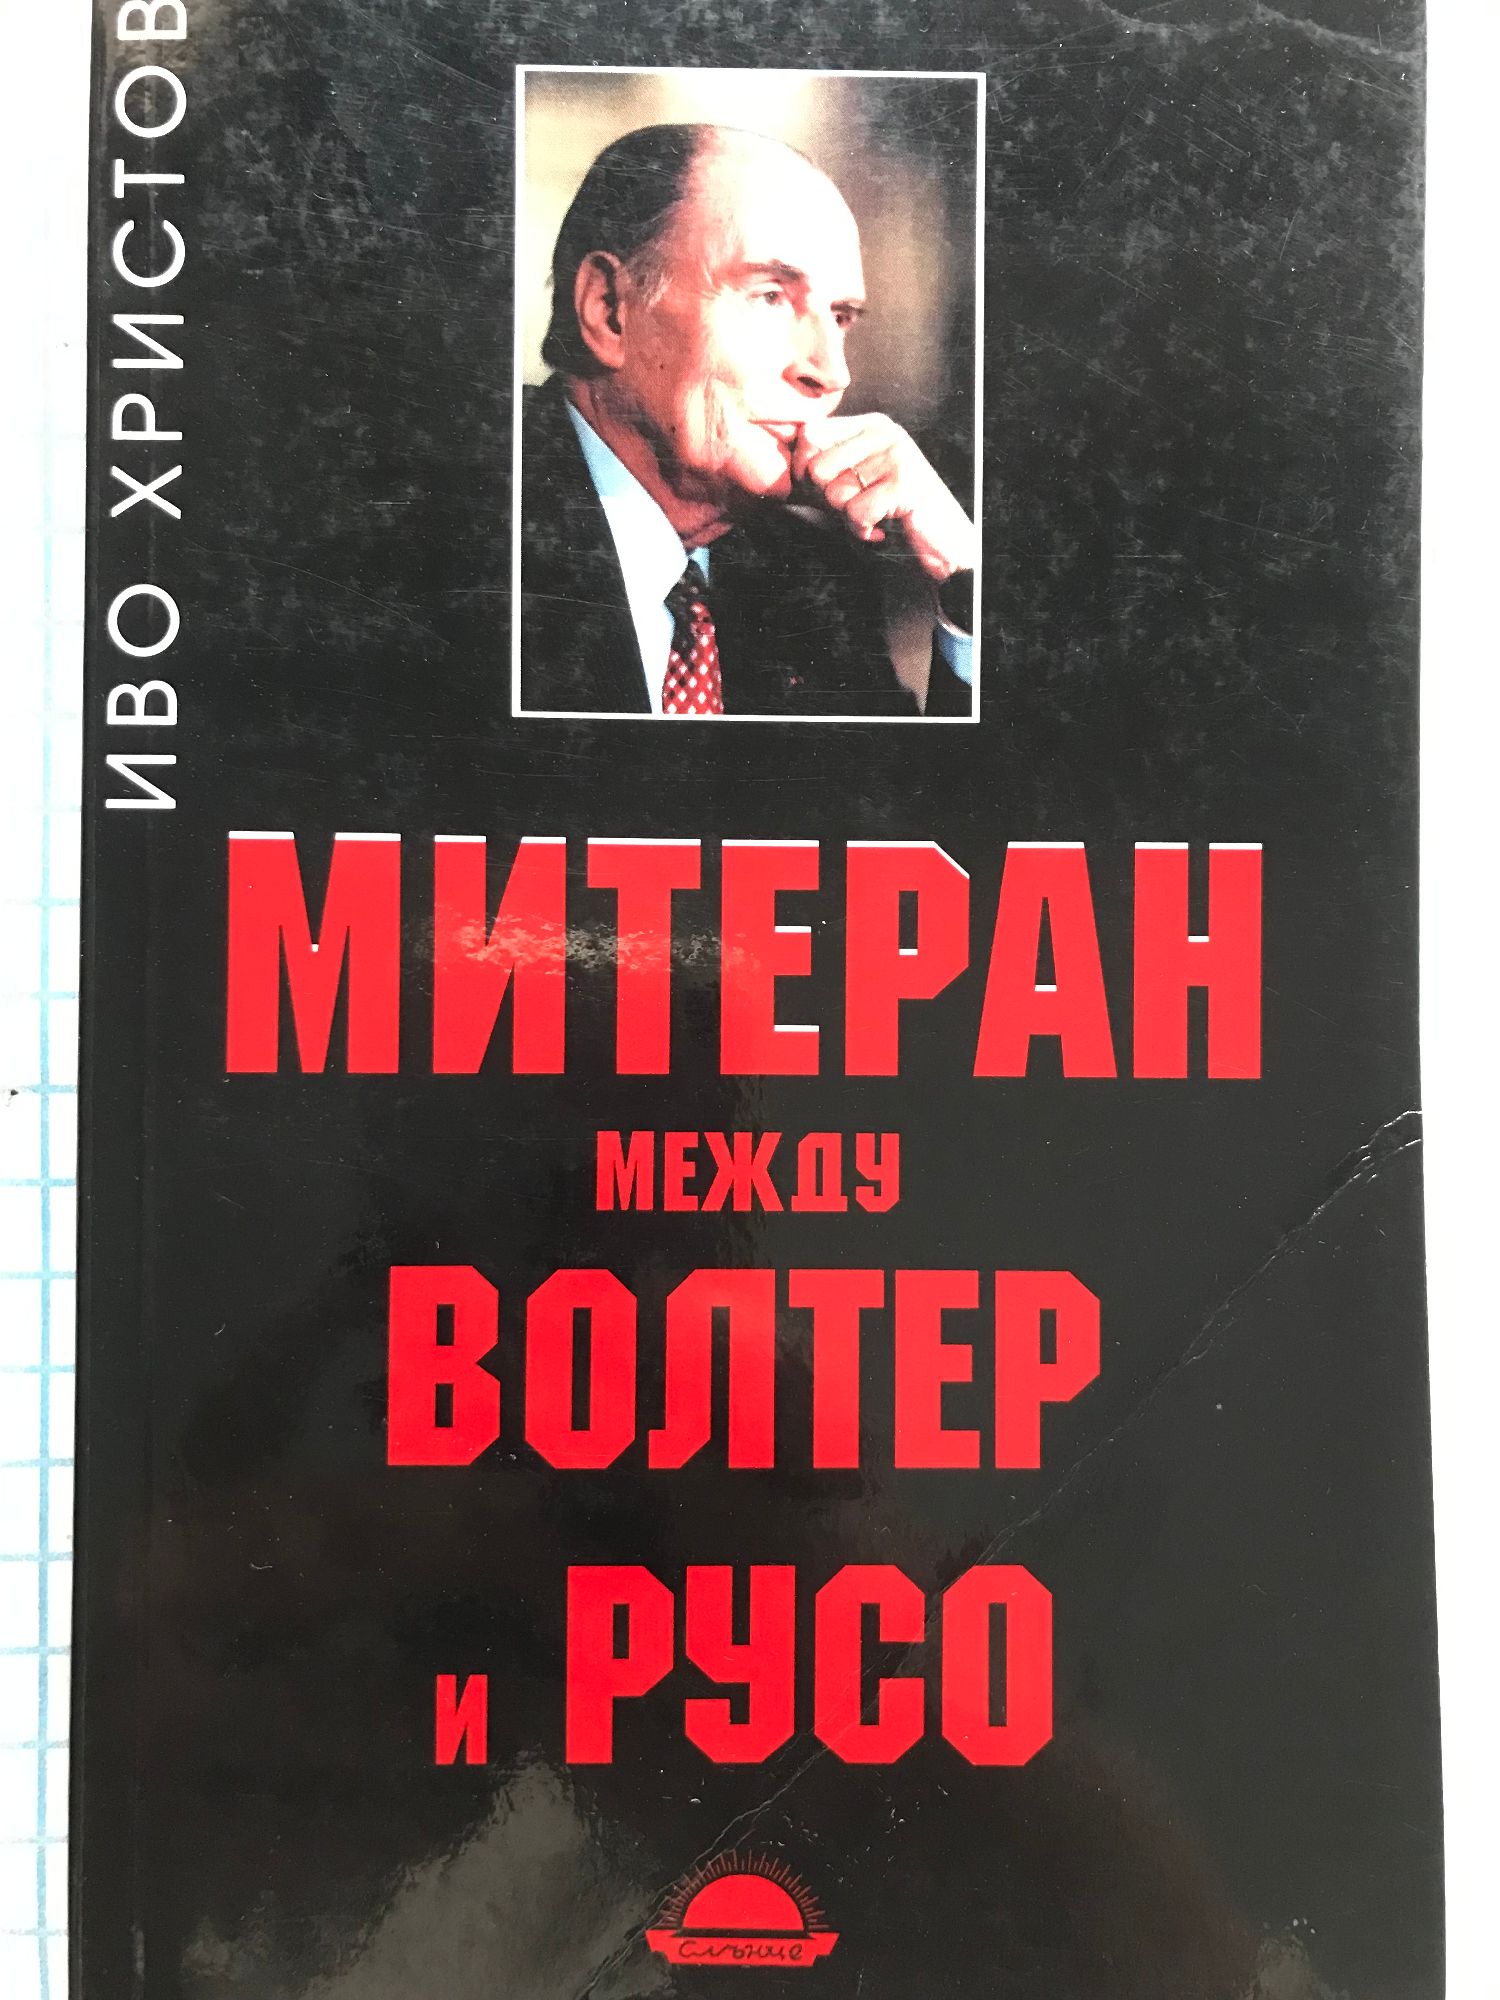 ИВО ХРИСТОВ
МИТЕРАН
МЕЖДУ
ВОЛТЕР
И РУСО
Слънце